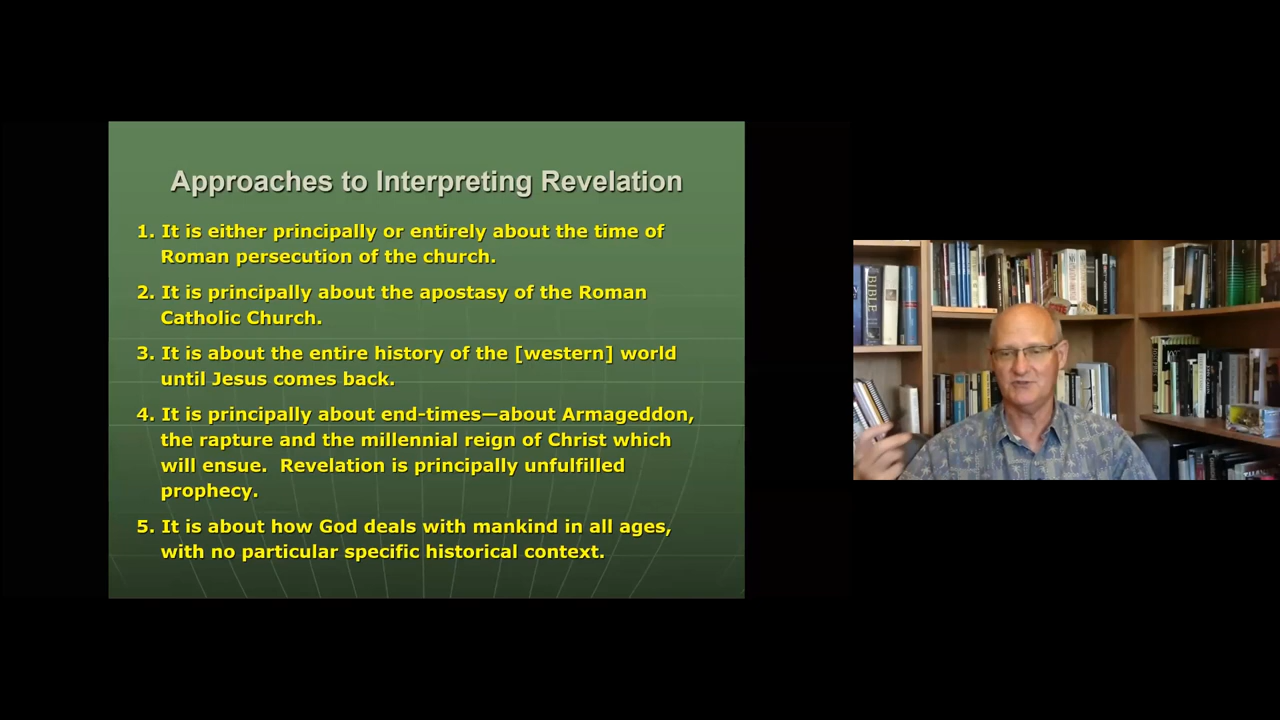 Approaches to Interpreting Revelation
1. It is either principally or entirely about the time of
Roman persecution of the church.
2. It is principally about the apostasy of the Roman
Catholic Church.
3. It is about the entire history of the [western] world
until Jesus comes back.
4. It is principally about end-times—about Armageddon,
the rapture and the millennial reign of Christ which
will ensue.  Revelation is principally unfulfilled
prophecy.
5. It is about how God deals with mankind in all ages,
with no particular specific historical context.
BIBLE